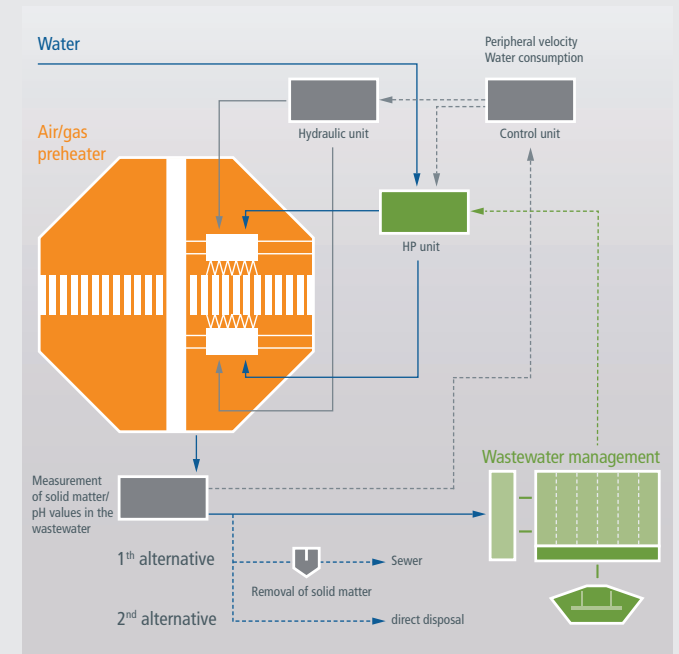 Water
Peripheral velocity
Water consumption
Hydraulic unit
Control unit
Air/gas
preheater
HP unit
Wastewater management
Measurement
of solid matter/
pH values in the
wastewater
1th alternative
Sewer
Removal of solid matter
2nd alternative
direct disposal